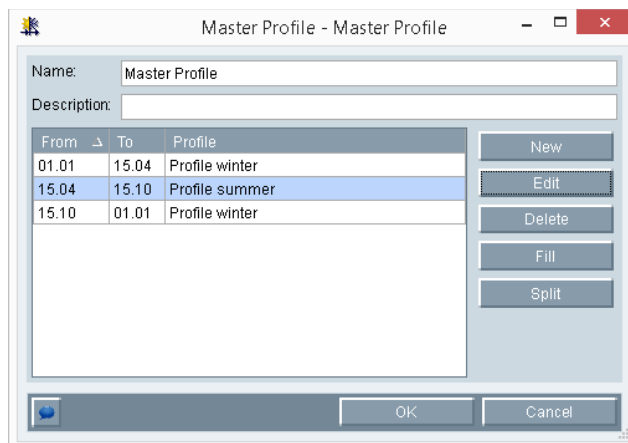 Master Profile - Master Profile
Name: Master Profile
Description:
From To Profile
01.01 15.04 Profile winter
15.04 15.10 Profile summer
15.10 01.01 Profile winter
New
Edit
Delete
Fill
Split
OK Cancel